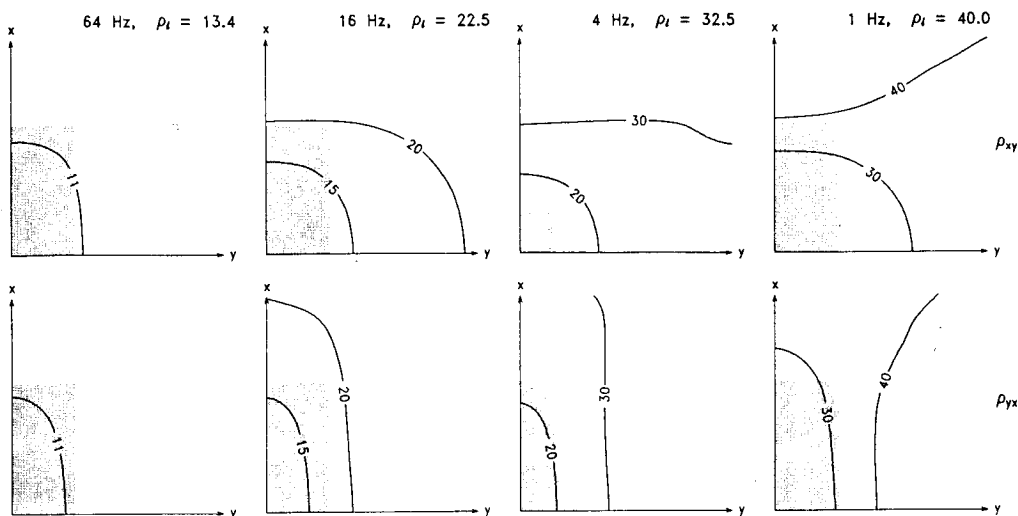 64 Hz, ρₗ = 13.4
16 Hz, ρₗ = 22.5
4 Hz, ρₗ = 32.5
1 Hz, ρₗ = 40.0
x
x
x
x
11
20
15
30
20
40
30
ρxy
y
y
y
y
x
x
x
x
11
20
15
30
20
40
30
ρyx
y
y
y
y